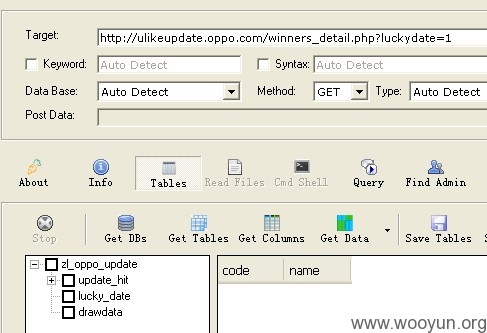 Target: http://ulikeupdate.oppo.com/winners_detail.php?luckydate=1
Keyword: Auto Detect Syntax: Auto Detect
Data Base: Auto Detect Method: GET Type: Auto Detect
Post Data:
About Info Tables Read Files Cmd Shell Query Find Admin
Stop Get DBs Get Tables Get Columns Get Data Save Tables S
zl_oppo_update code name
update_hit
lucky_date
drawdata
www.wooyun.org